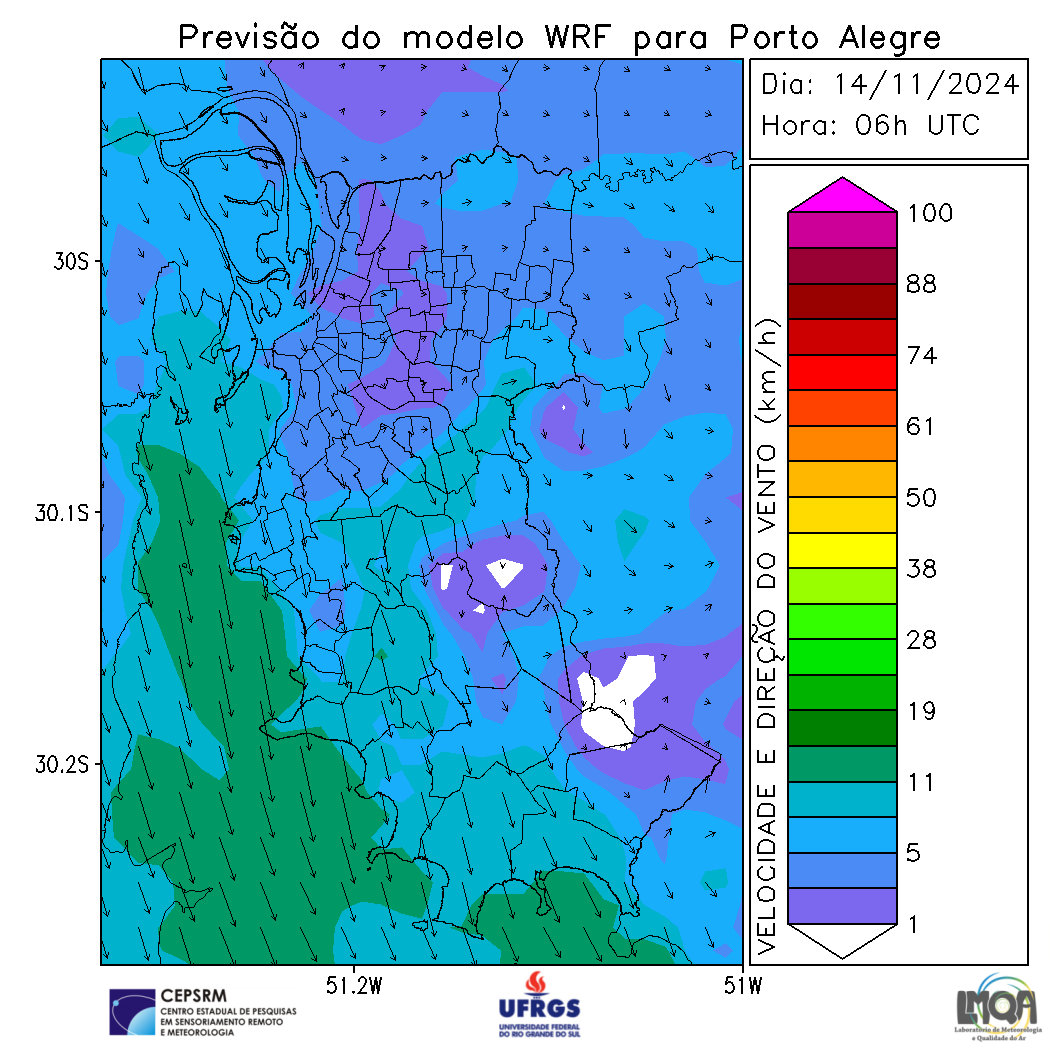 Previsão do modelo WRF para Porto Alegre
Dia: 14/11/2024
Hora: 06h UTC
30S
30.1S
30.2S
51.2W
51W
VELOCIDADE E DIREÇÃO DO VENTO (km/h)
100
88
74
61
50
38
28
19
11
5
1
CEPSRM
CENTRO ESTADUAL DE PESQUISAS
EM SENSORIAMENTO REMOTO
E METEOROLOGIA
UFRGS
UNIVERSIDADE FEDERAL
DO RIO GRANDE DO SUL
LMQA
Laboratório de Meteorologia
e Qualidade do Ar